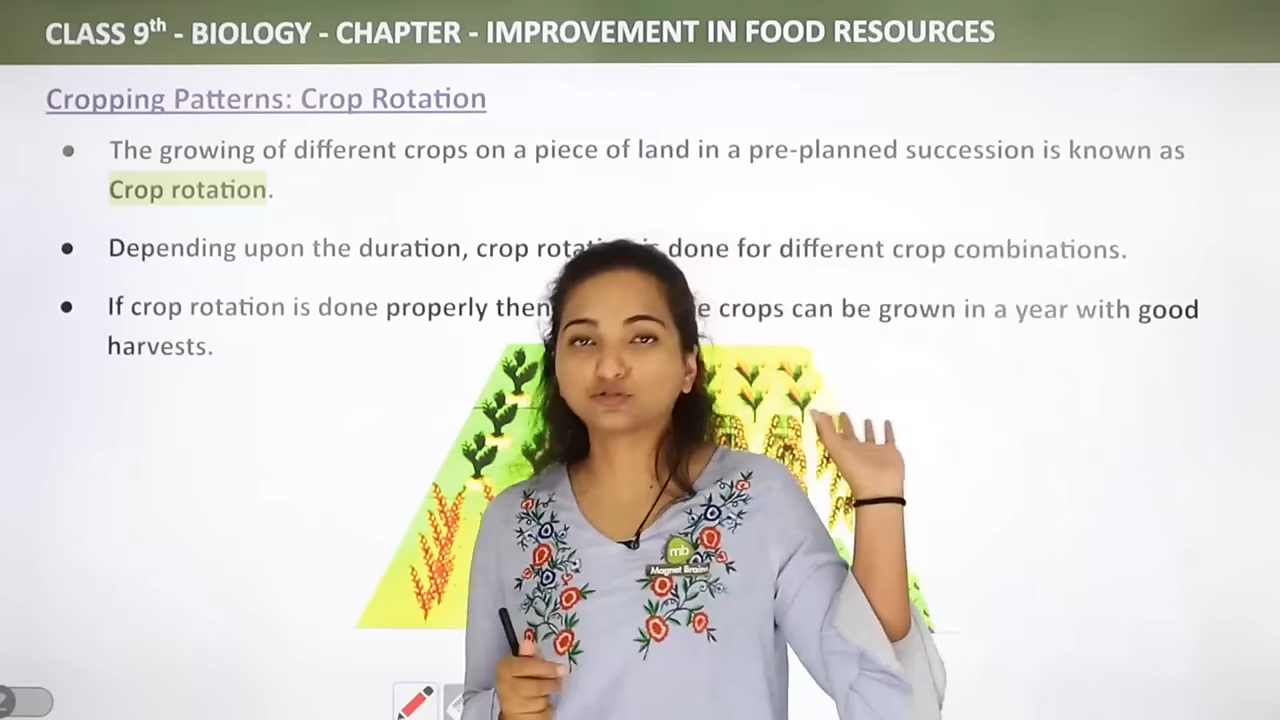 CLASS 9th - BIOLOGY - CHAPTER - IMPROVEMENT IN FOOD RESOURCES
Cropping Patterns: Crop Rotation
• The growing of different crops on a piece of land in a pre-planned succession is known as
Crop rotation.
• Depending upon the duration, crop done for different crop combinations.
• If crop rotation is done properly then crops can be grown in a year with good
harvests.
mb
Magnet Brains